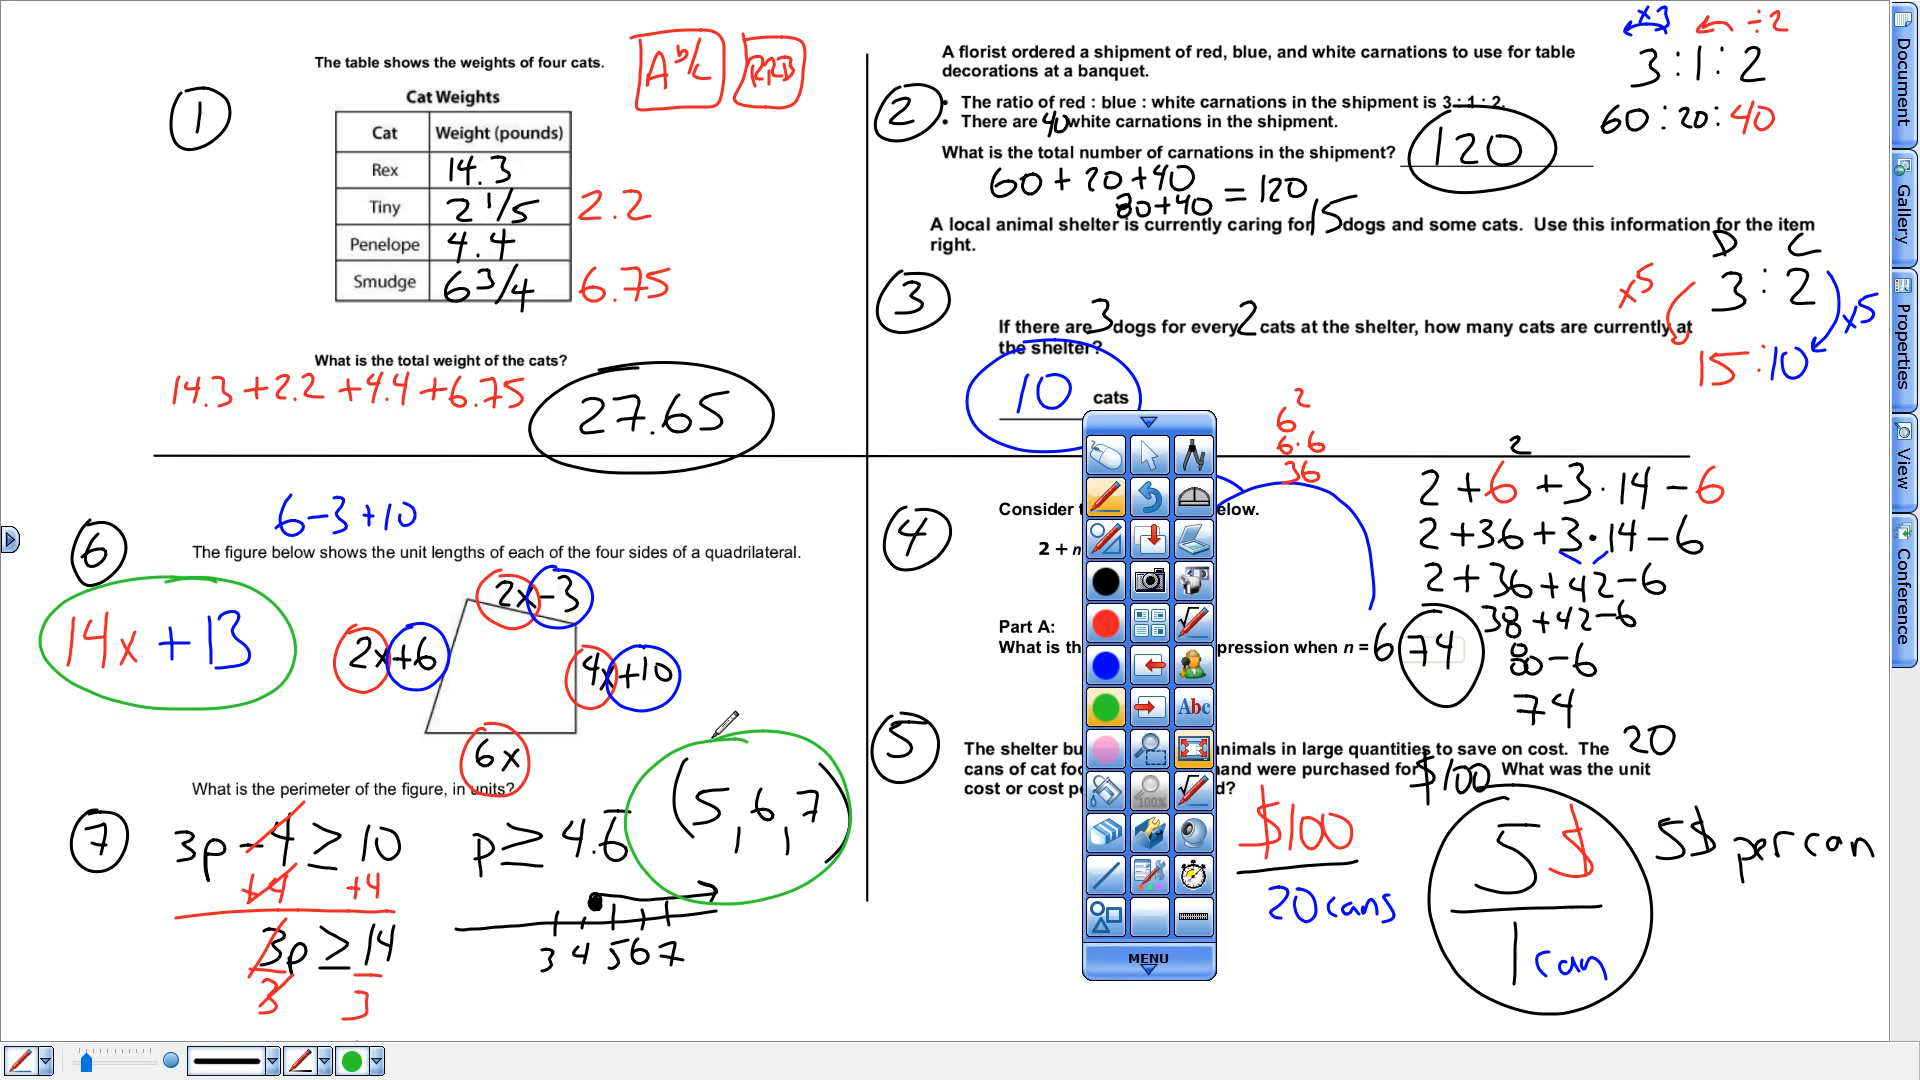 1
The table shows the weights of four cats.
A b/c
RRB
Cat Weights
Cat Weight (pounds)
Rex 14.3
Tiny 2 1/5 2.2
Penelope 4.4
Smudge 6 3/4 6.75
What is the total weight of the cats?
14.3 + 2.2 + 4.4 + 6.75
27.65
2
A florist ordered a shipment of red, blue, and white carnations to use for table
decorations at a banquet.
• The ratio of red : blue : white carnations in the shipment is 3 : 1 : 2.
• There are 40 white carnations in the shipment.
What is the total number of carnations in the shipment? 120
60 + 20 + 40
80 + 40 = 120
x3 ÷2
3 : 1 : 2
60 : 20 : 40
3
A local animal shelter is currently caring for 15 dogs and some cats. Use this information for the item
right.
If there are 3 dogs for every 2 cats at the shelter, how many cats are currently at
the shelter?
10 cats
D C
x5 3 : 2 x5
15 : 10
4
Consider elow.
2 + n
Part A:
What is th pression when n = 6 74
6²
6·6
36
2
2 + 6 + 3 · 14 - 6
2 + 36 + 3 · 14 - 6
2 + 36 + 42 - 6
38 + 42 - 6
80 - 6
74
5
The shelter bu nimals in large quantities to save on cost. The 20
cans of cat foo and were purchased for $100 What was the unit
cost or cost p d?
$100
20 cans
5 $
1 can
5$ per can
6
6 - 3 + 10
The figure below shows the unit lengths of each of the four sides of a quadrilateral.
14x + 13
2x - 3
2x + 6
4x + 10
6x
What is the perimeter of the figure, in units?
7
3p - 4 ≥ 10
+4 +4
3p ≥ 14
3 3
p ≥ 4.6̅
(5, 6, 7)
3 4 5 6 7
Abc
100%
MENU
Document
Gallery
Properties
View
Conference